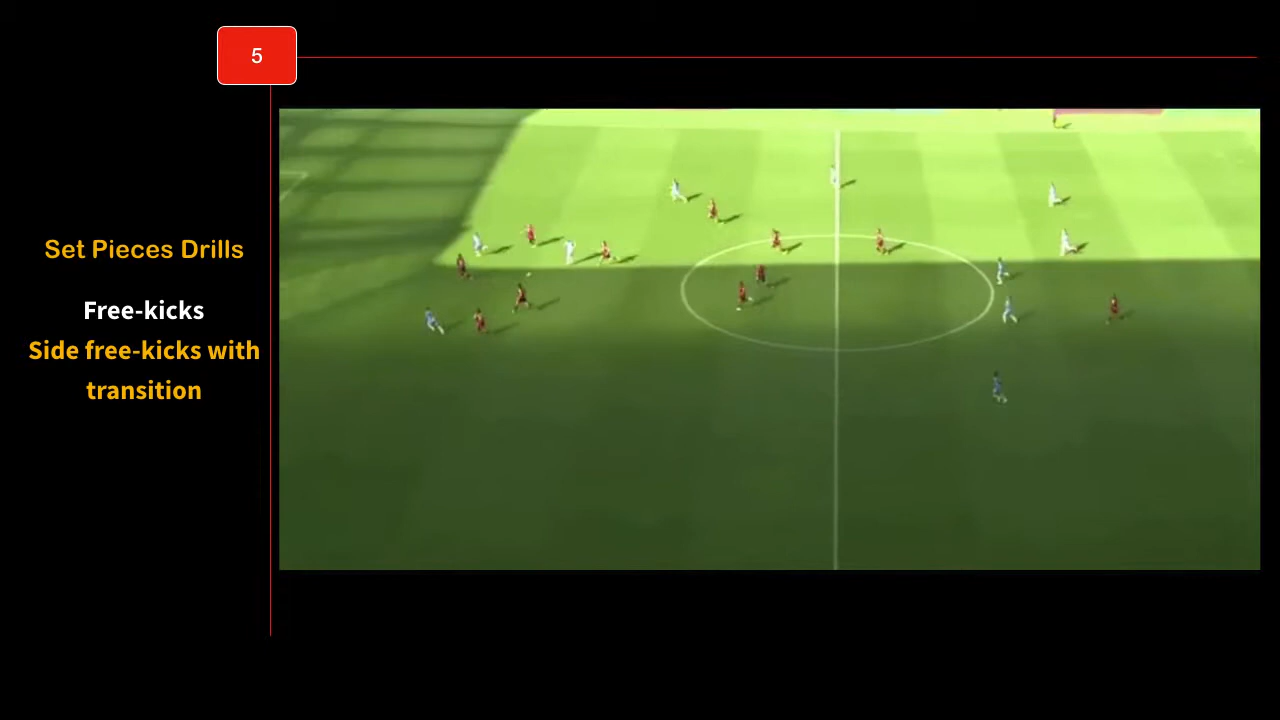 5
Set Pieces Drills
Free-kicks
Side free-kicks with
transition